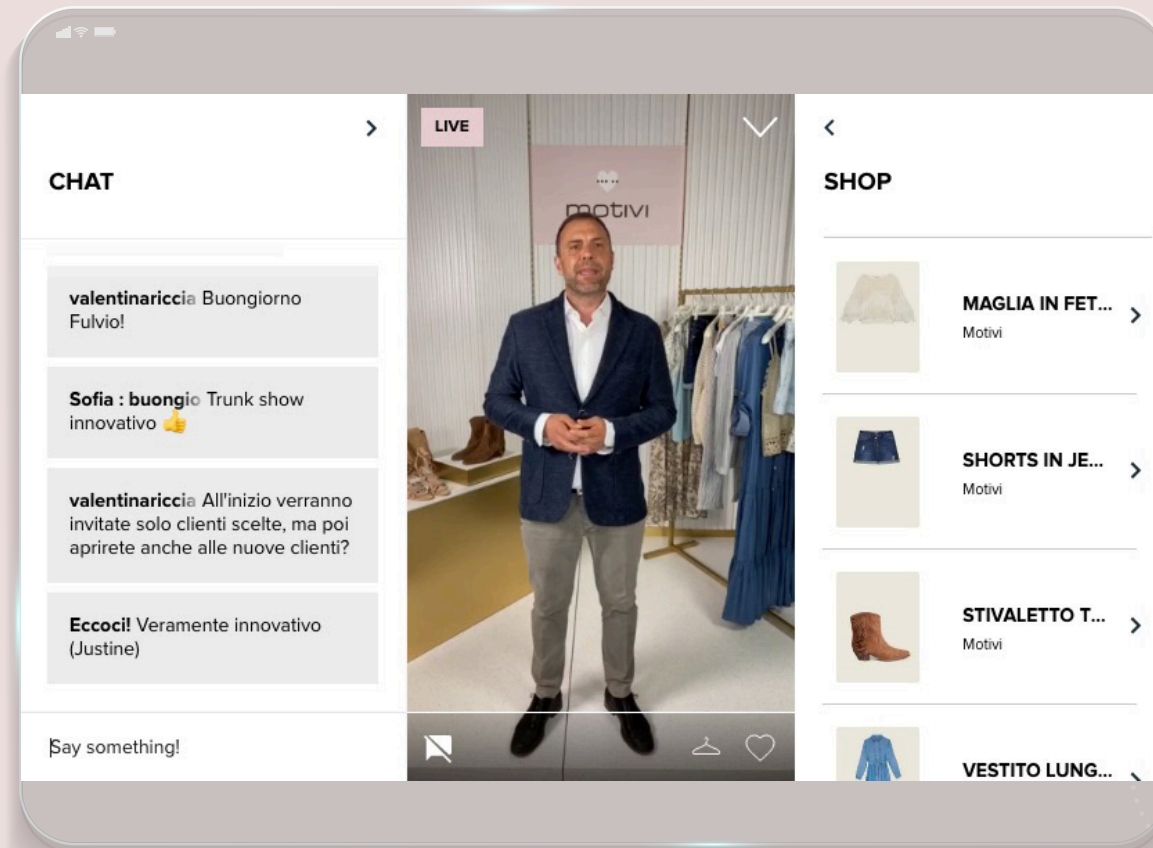 CHAT
valentinariccia Buongiorno
Fulvio!
Sofia : buongio Trunk show
innovativo 👍
valentinariccia All'inizio verranno
invitate solo clienti scelte, ma poi
aprirete anche alle nuove clienti?
Eccoci! Veramente innovativo
(Justine)
Say something!
LIVE
motivi
SHOP
MAGLIA IN FET...
Motivi
SHORTS IN JE...
Motivi
STIVALETTO T...
Motivi
VESTITO LUNG...